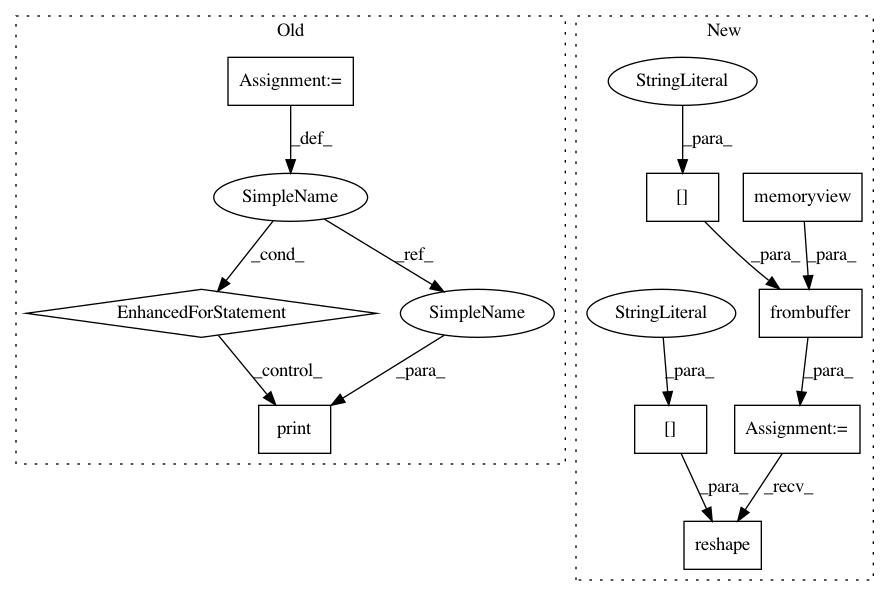 Old
New
Assignment:=
StringLiteral
_def_
_para_
SimpleName
[]
memoryview
_cond_
_ref_
_para_
_para_
EnhancedForStatement
SimpleName
StringLiteral
frombuffer
_control_
_para_
_para_
_para_
print
[]
Assignment:=
_para_
_recv_
reshape